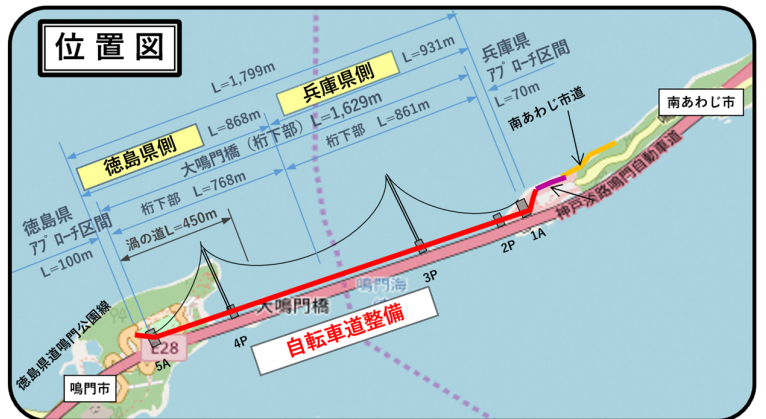 位置図
L=1,799m
兵庫県側
L=931m
兵庫県
アプローチ区間
L=70m
徳島県側
L=868m
大鳴門橋（桁下部）L=1,629m
桁下部 L=861m
桁下部 L=768m
徳島県
アプローチ区間
L=100m
渦の道L=450m
南あわじ市
南あわじ市道
神戸淡路鳴門自動車道
1A
2P
3P
4P
5A
鳴門海
大鳴門橋
自転車道整備
E28
徳島県道鳴門公園線
鳴門市